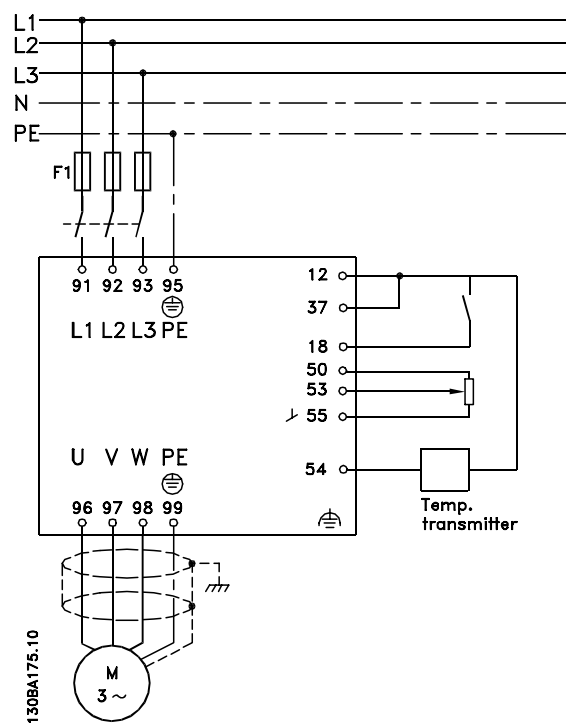 L1
L2
L3
N
PE
F1
91 92 93 95
L1 L2 L3 PE
12
37
18
50
53
55
54
U V W PE
96 97 98 99
Temp.
transmitter
M
3 ~
130BA175.10